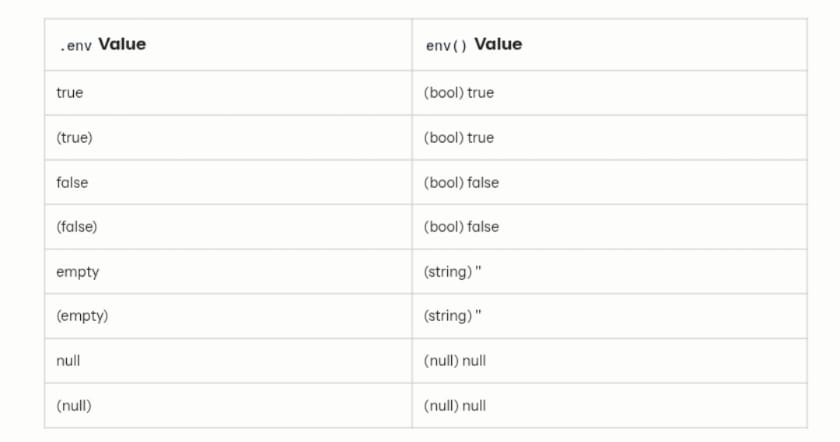 .env Value env() Value
true (bool) true
(true) (bool) true
false (bool) false
(false) (bool) false
empty (string) ''
(empty) (string) ''
null (null) null
(null) (null) null